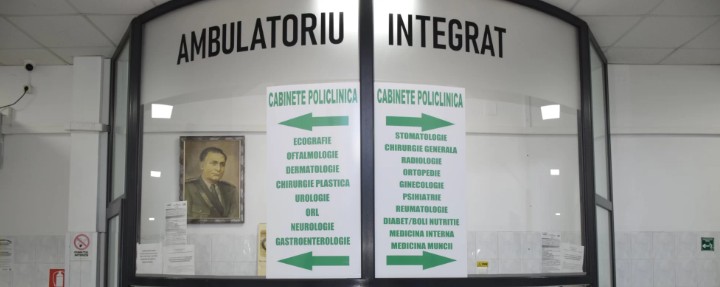 AMBULATORIU INTEGRAT
CABINETE POLICLINICA
ECOGRAFIE
OFTALMOLOGIE
DERMATOLOGIE
CHIRURGIE PLASTICA
UROLOGIE
ORL
NEUROLOGIE
GASTROENTEROLOGIE
CABINETE POLICLINICA
STOMATOLOGIE
CHIRURGIE GENERALA
RADIOLOGIE
ORTOPEDIE
GINECOLOGIE
PSIHIATRIE
REUMATOLOGIE
DIABET/BOLI NUTRITIE
MEDICINA INTERNA
MEDICINA MUNCII